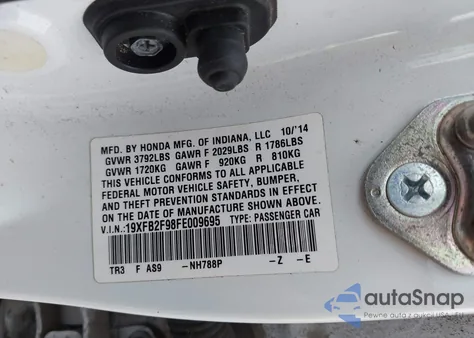 MFD. BY HONDA MFG. OF INDIANA, LLC 10/'14
GVWR 3792LBS GAWR F 2029LBS R 1786LBS
GVWR 1720KG GAWR F 920KG R 810KG
THIS VEHICLE CONFORMS TO ALL APPLICABLE
FEDERAL MOTOR VEHICLE SAFETY, BUMPER,
AND THEFT PREVENTION STANDARDS IN EFFECT
ON THE DATE OF MANUFACTURE SHOWN ABOVE.
V.I.N.:19XFB2F98FE009695 TYPE: PASSENGER CAR
TR3 F AS9 -NH788P -Z -E
autoSnap